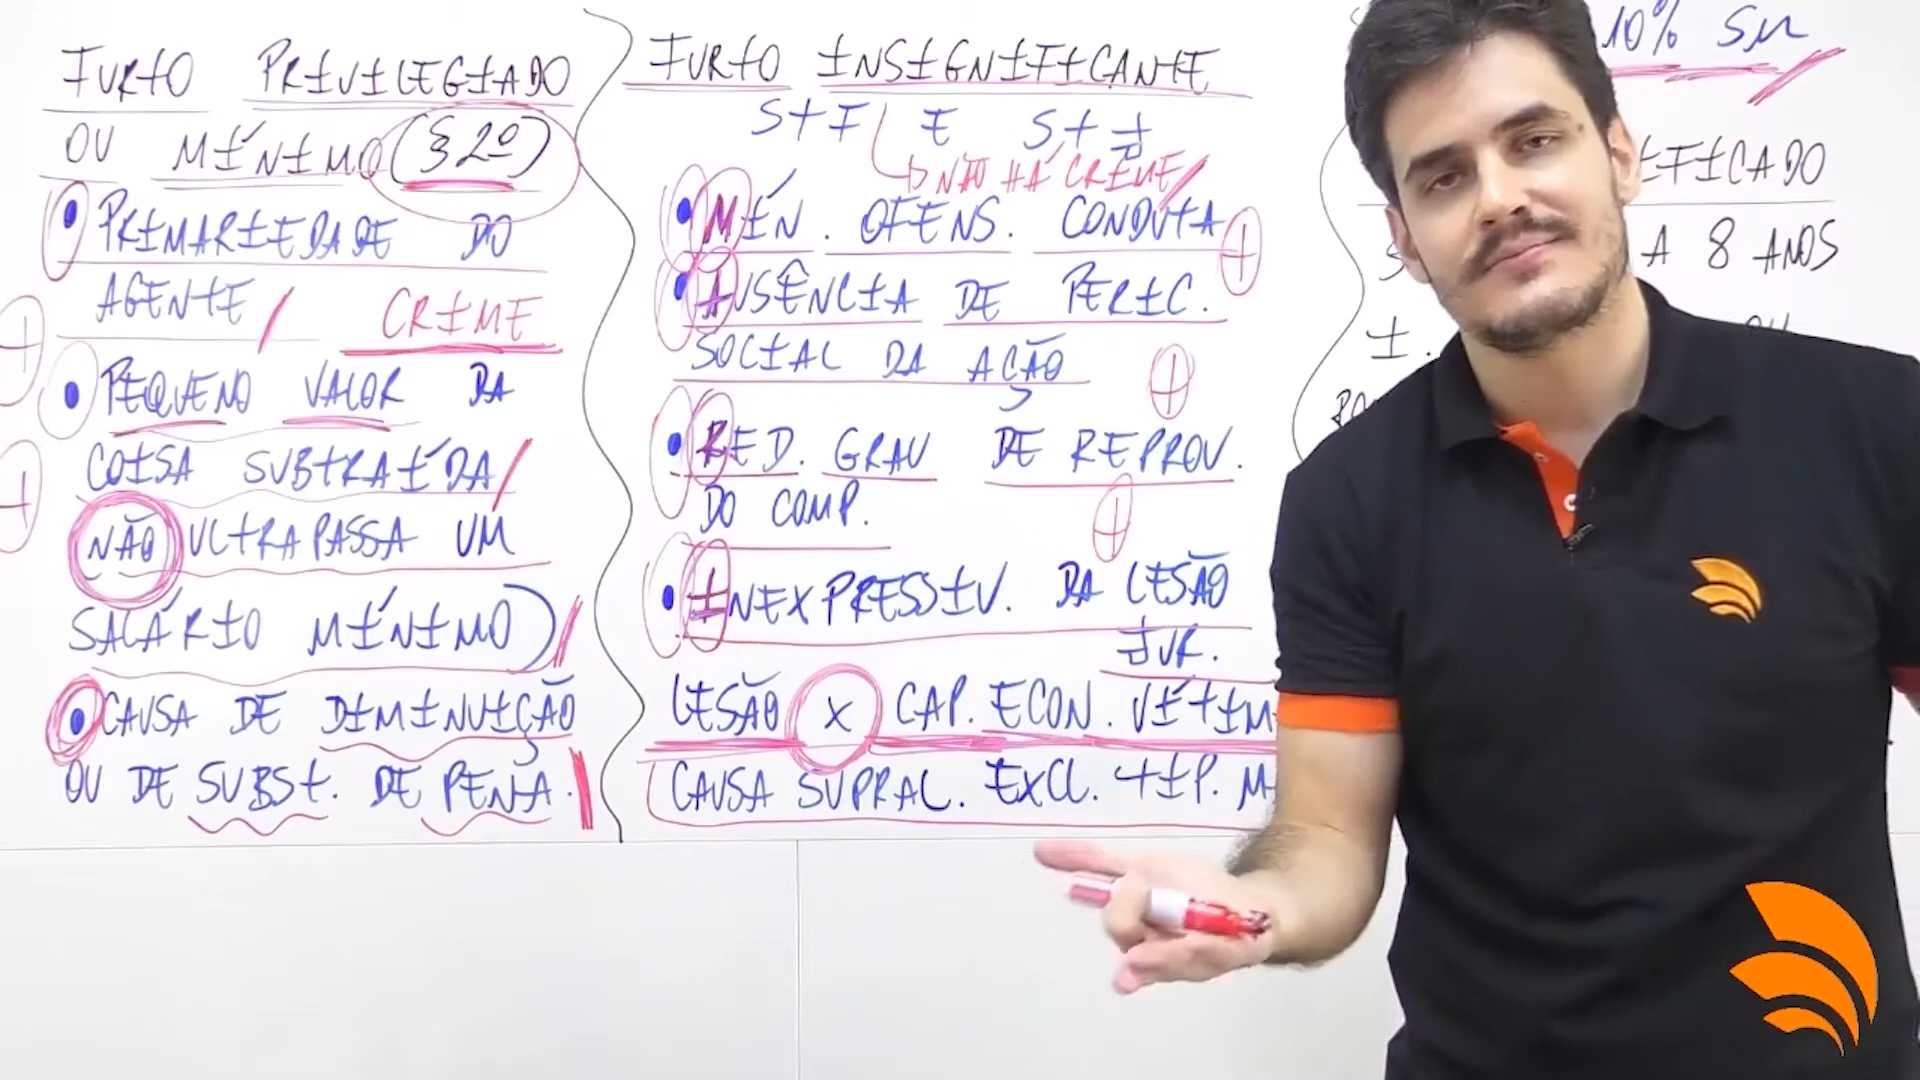 FURTO PRIVILEGIADO
OU MÍNIMO (§2º)
• PRIMARIEDADE DO
AGENTE / CRIME
• PEQUENO VALOR DA
COISA SUBTRAÍDA /
NÃO ULTRAPASSA UM
SALÁRIO MÍNIMO) /
• CAUSA DE DIMINUIÇÃO
OU DE SUBST. DE PENA.
FURTO INSIGNIFICANTE
STF E STJ
NÃO HÁ CRIME
• MÍN. OFENS. CONDUTA
+
• AUSÊNCIA DE PERIC.
SOCIAL DA AÇÃO
+
• RED. GRAU DE REPROV.
DO COMP.
+
• INEXPRESSIV. DA LESÃO
JUR.
LESÃO X CAP. ECON. VÍTIM
CAUSA SUPRAL. EXCL. TIP. M
10% SM
IFICADO
A 8 ANOS